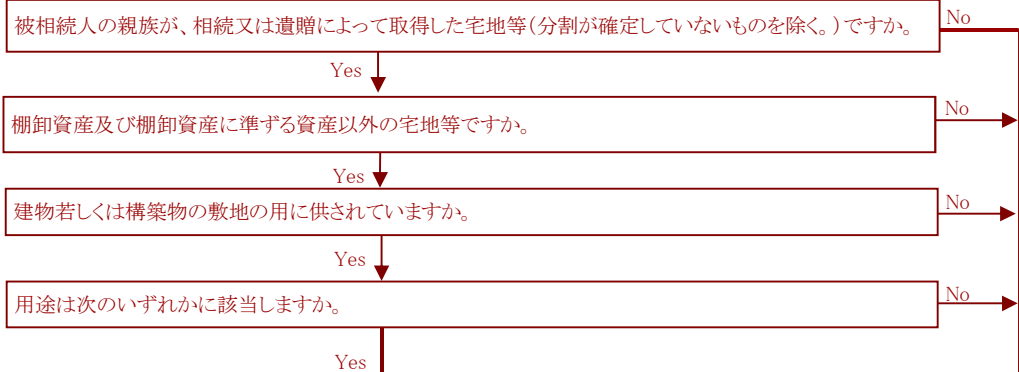 被相続人の親族が、相続又は遺贈によって取得した宅地等(分割が確定していないものを除く。)ですか。
No
Yes
棚卸資産及び棚卸資産に準ずる資産以外の宅地等ですか。
No
Yes
建物若しくは構築物の敷地の用に供されていますか。
No
Yes
用途は次のいずれかに該当しますか。
No
Yes